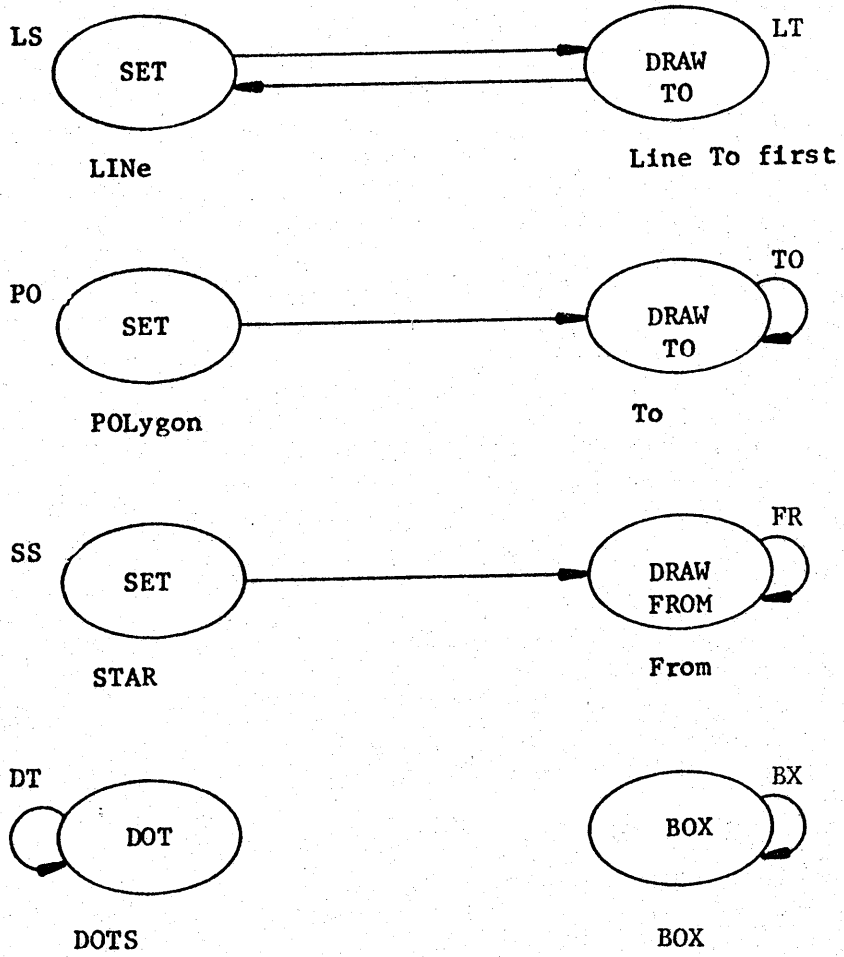 LS
SET
LINe
DRAW
TO
LT
Line To first
PO
SET
POLygon
DRAW
TO
TO
To
SS
SET
STAR
DRAW
FROM
FR
From
DT
DOT
DOTS
BOX
BX
BOX